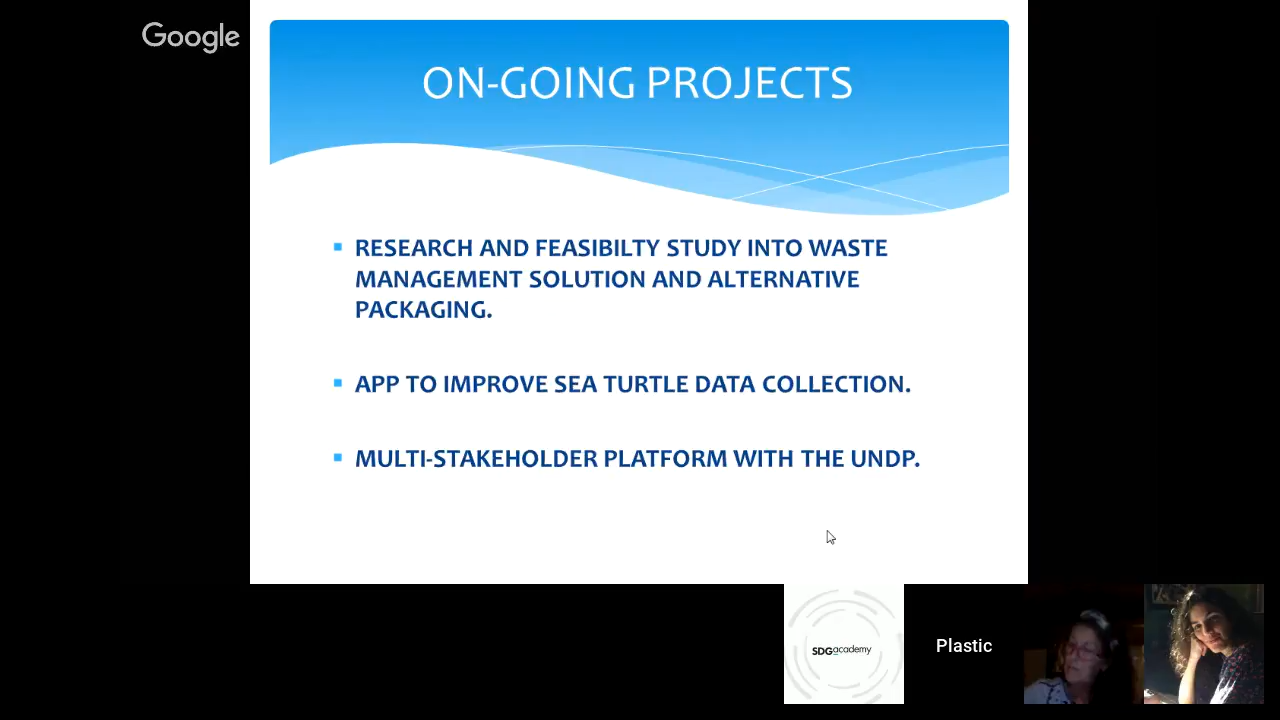 Google
ON-GOING PROJECTS
RESEARCH AND FEASIBILTY STUDY INTO WASTE
MANAGEMENT SOLUTION AND ALTERNATIVE
PACKAGING.
APP TO IMPROVE SEA TURTLE DATA COLLECTION.
MULTI-STAKEHOLDER PLATFORM WITH THE UNDP.
SDGacademy
Plastic